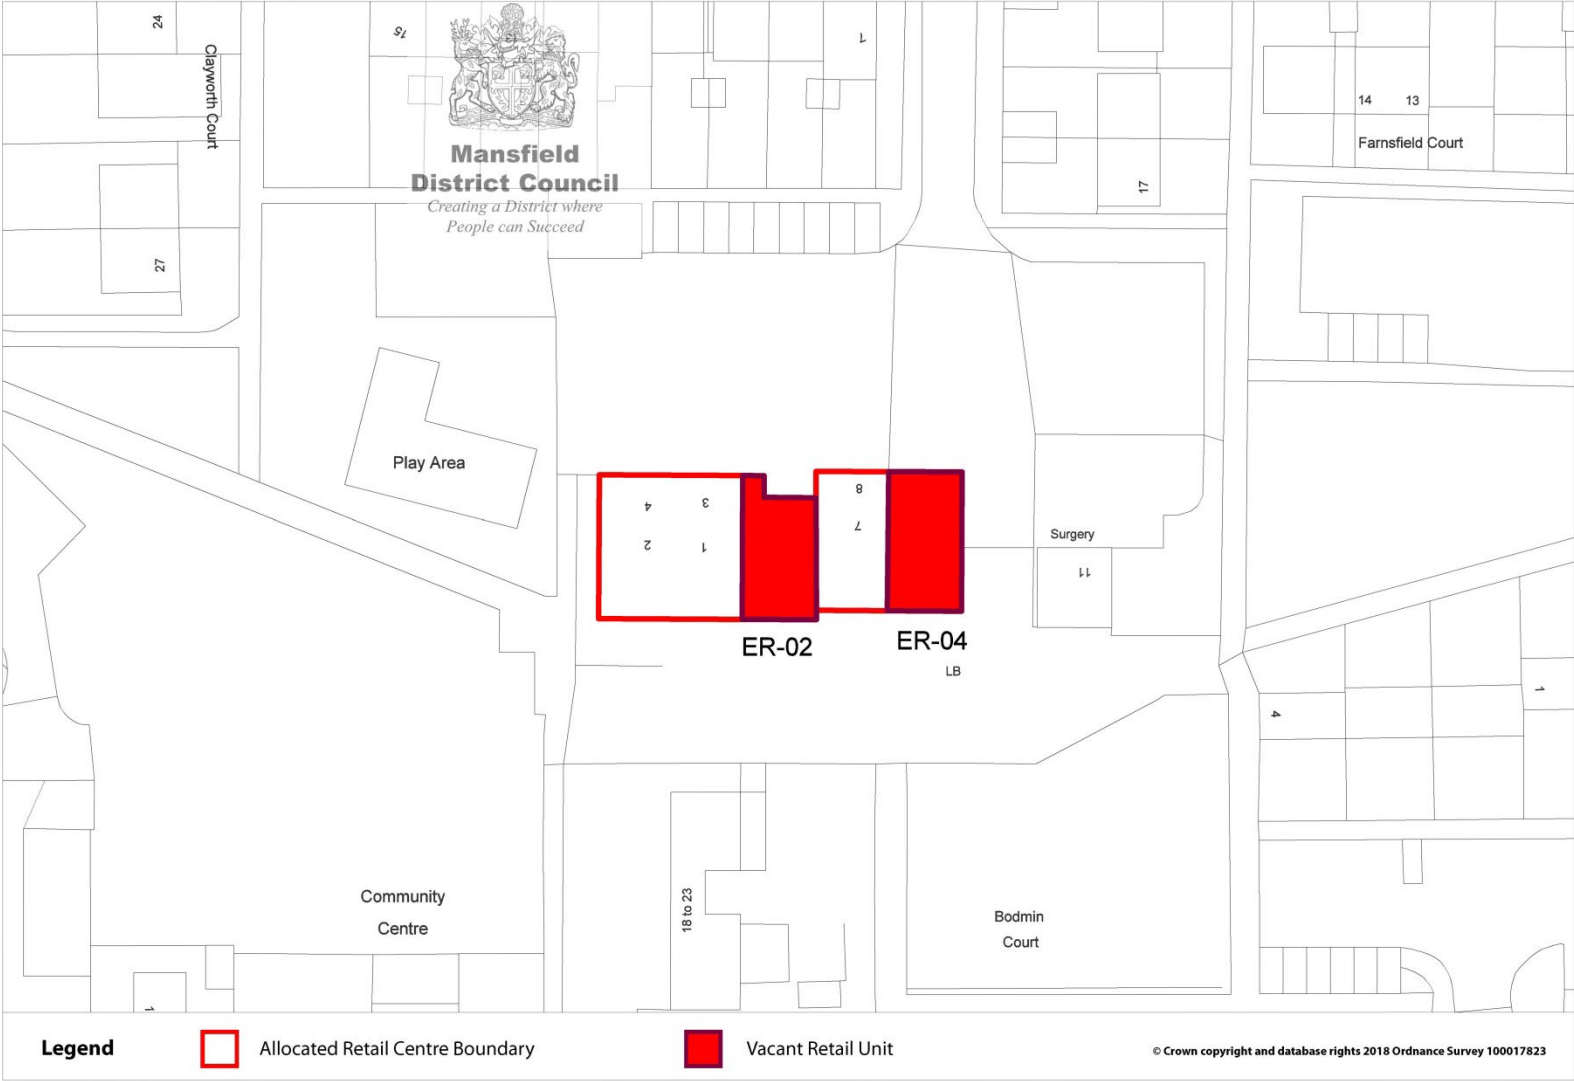 24
Clayworth Court
15
13
7
Mansfield
District Council
Creating a District where
People can Succeed
14 13
Farnsfield Court
17
27
Play Area
4 3
2 1
8
7
Surgery
11
ER-02
ER-04
LB
4
1
Community
Centre
18 to 23
Bodmin
Court
1
Legend
Allocated Retail Centre Boundary
Vacant Retail Unit
© Crown copyright and database rights 2018 Ordnance Survey 100017823